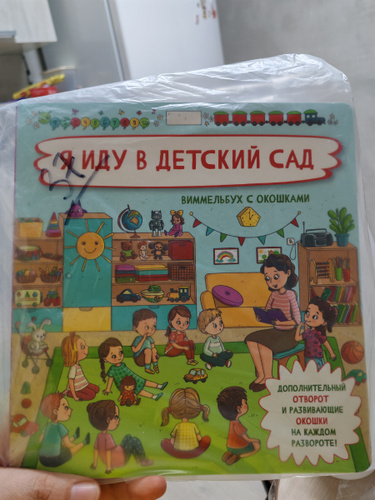 Я ИДУ В ДЕТСКИЙ САД
ВИММЕЛЬБУХ С ОКОШКАМИ
ДОПОЛНИТЕЛЬНЫЙ
ОТВОРОТ
И РАЗВИВАЮЩИЕ
ОКОШКИ
НА КАЖДОМ
РАЗВОРОТЕ!